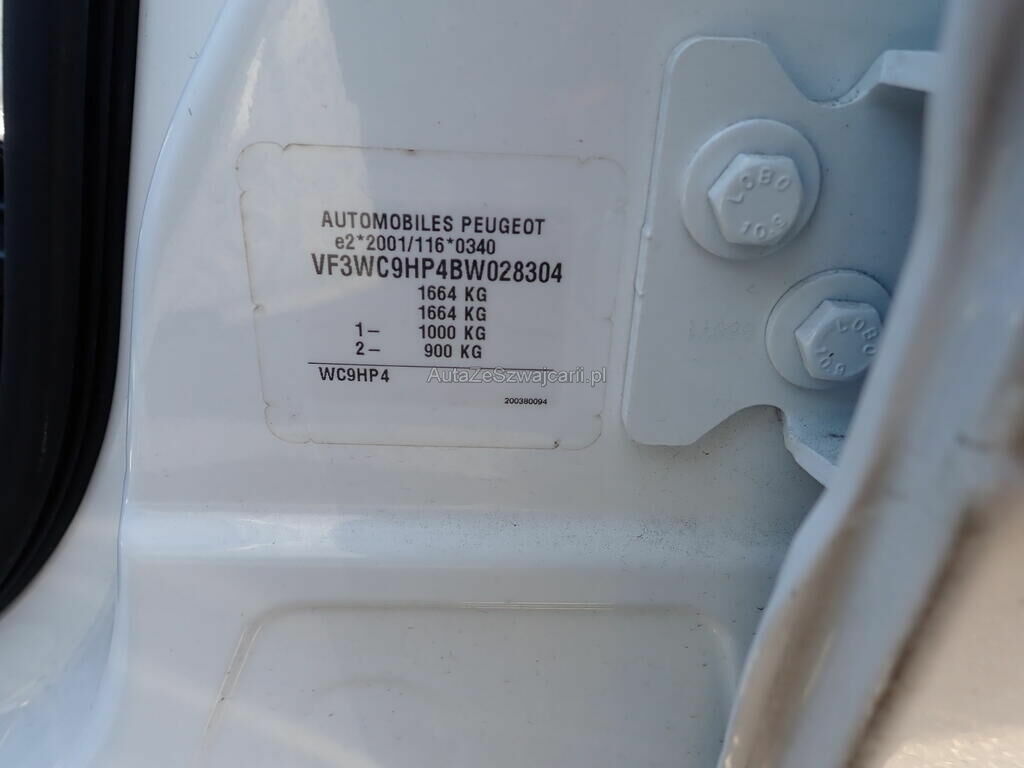 AUTOMOBILES PEUGEOT
e2*2001/116*0340
VF3WC9HP4BW028304
1664 KG
1664 KG
1- 1000 KG
2- 900 KG
WC9HP4
AutaZeSzwajcarii.pl
200380094
LOBO
10.9
LOBO
10.9